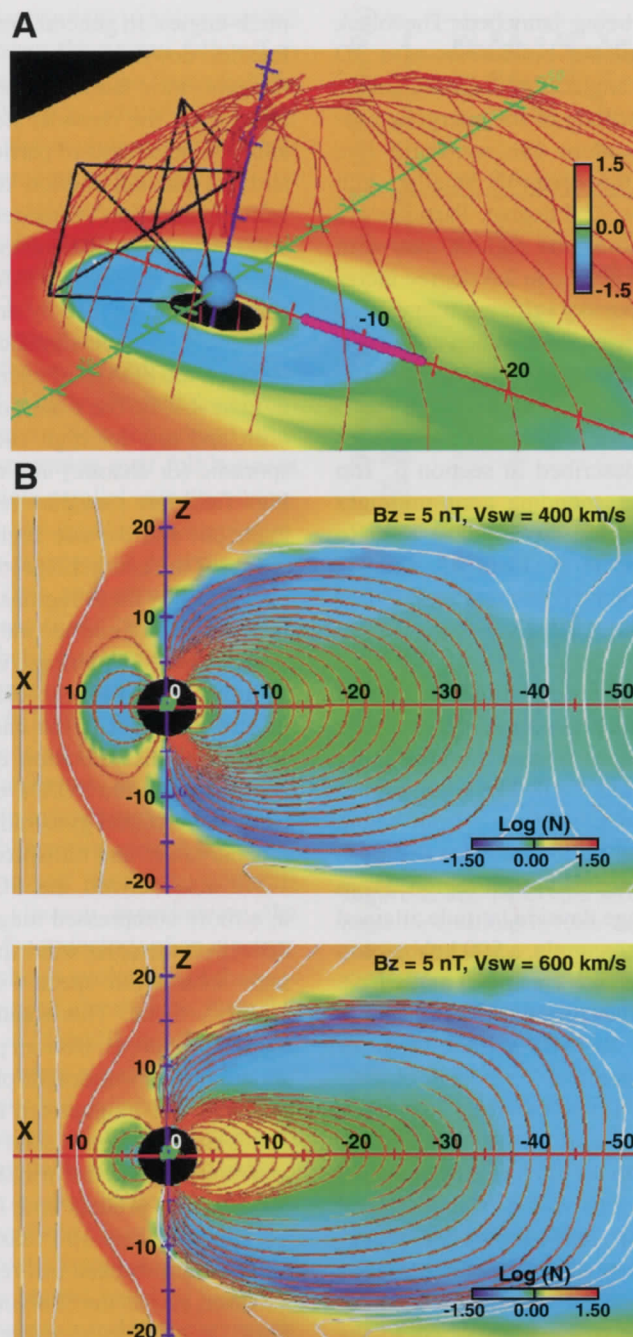 A
1.5
0.0
-1.5
-10
-20
B
Z
20
Bz = 5 nT, Vsw = 400 km/s
10
X 10 0 -10 -20 -30 -40 -50
-10
Log (N)
-1.50 0.00 1.50
-20
Z
20
Bz = 5 nT, Vsw = 600 km/s
10
X 10 0 -10 -20 -30 -40 -50
-10
Log (N)
-1.50 0.00 1.50
-20